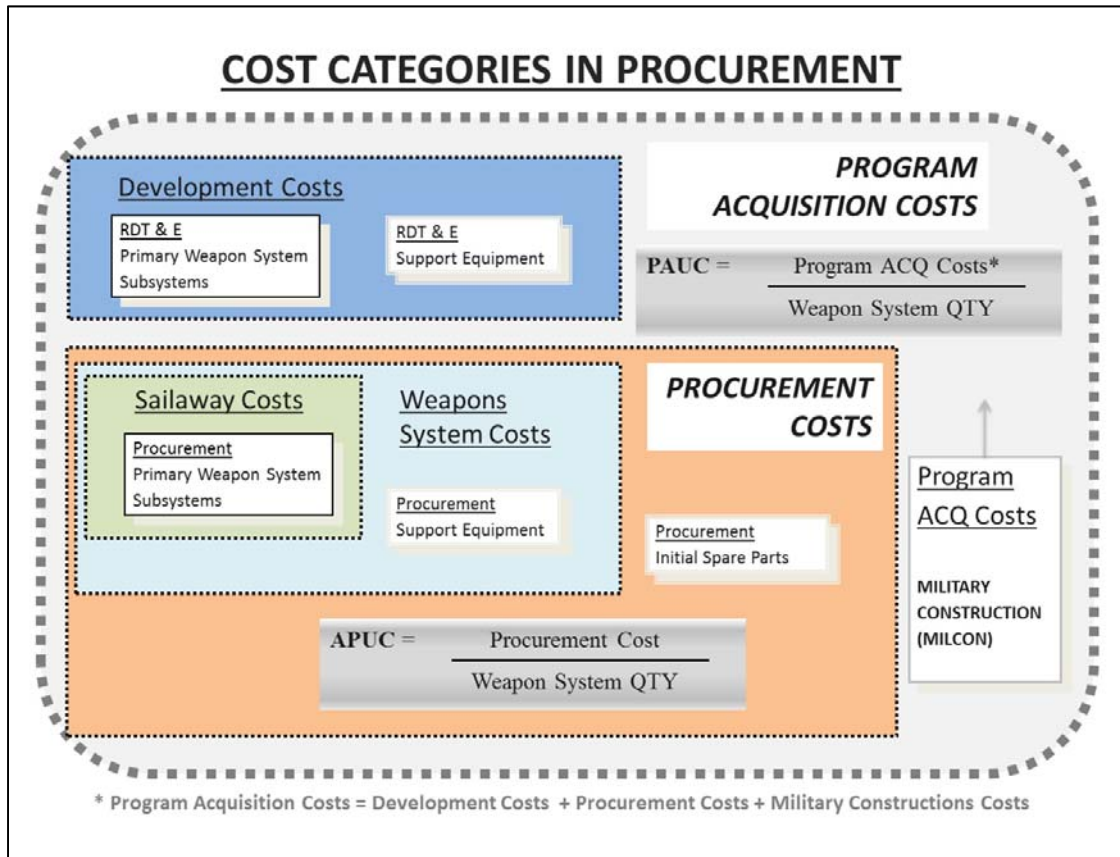 COST CATEGORIES IN PROCUREMENT
Development Costs
RDT & E
Primary Weapon System
Subsystems
RDT & E
Support Equipment
PROGRAM
ACQUISITION COSTS
PAUC = Program ACQ Costs*
Weapon System QTY
Sailaway Costs
Procurement
Primary Weapon System
Subsystems
Weapons
System Costs
Procurement
Support Equipment
PROCUREMENT
COSTS
Procurement
Initial Spare Parts
APUC = Procurement Cost
Weapon System QTY
Program
ACQ Costs
MILITARY
CONSTRUCTION
(MILCON)
* Program Acquisition Costs = Development Costs + Procurement Costs + Military Constructions Costs